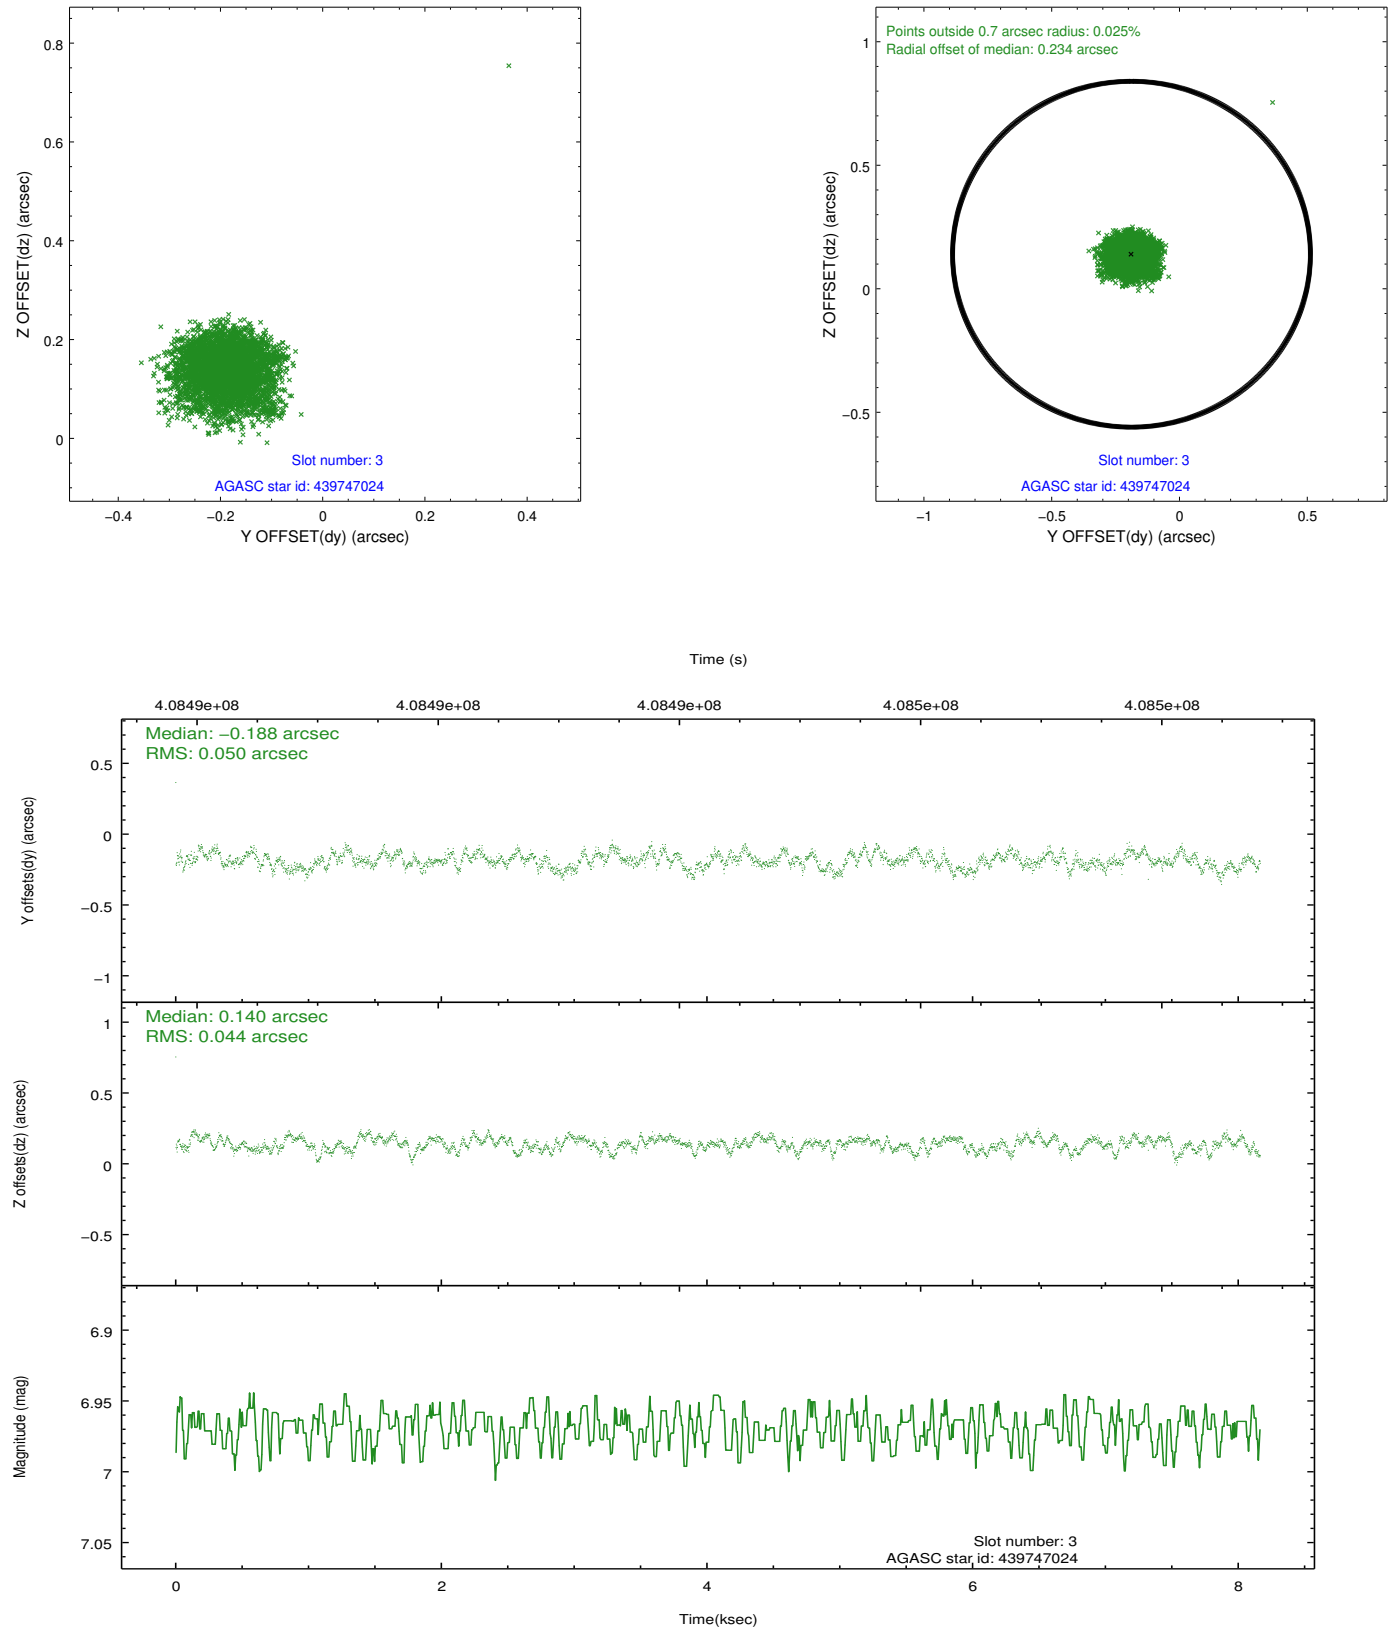 0.8
0.6
0.4
0.2
0
Z OFFSET(dz) (arcsec)
Slot number: 3
AGASC star id: 439747024
−0.4 −0.2 0 0.2 0.4
Y OFFSET(dy) (arcsec)
Points outside 0.7 arcsec radius: 0.025%
Radial offset of median: 0.234 arcsec
1
0.5
0
−0.5
Z OFFSET(dz) (arcsec)
Slot number: 3
AGASC star id: 439747024
−1 −0.5 0 0.5
Y OFFSET(dy) (arcsec)
Time (s)
4.0849e+08 4.0849e+08 4.0849e+08 4.085e+08 4.085e+08
Median: −0.188 arcsec
RMS: 0.050 arcsec
0.5
0
−0.5
−1
Y offsets(dy) (arcsec)
Median: 0.140 arcsec
RMS: 0.044 arcsec
1
0.5
0
−0.5
Z offsets(dz) (arcsec)
6.9
6.95
7
7.05
Magnitude (mag)
Slot number: 3
AGASC star id: 439747024
0 2 4 6 8
Time(ksec)